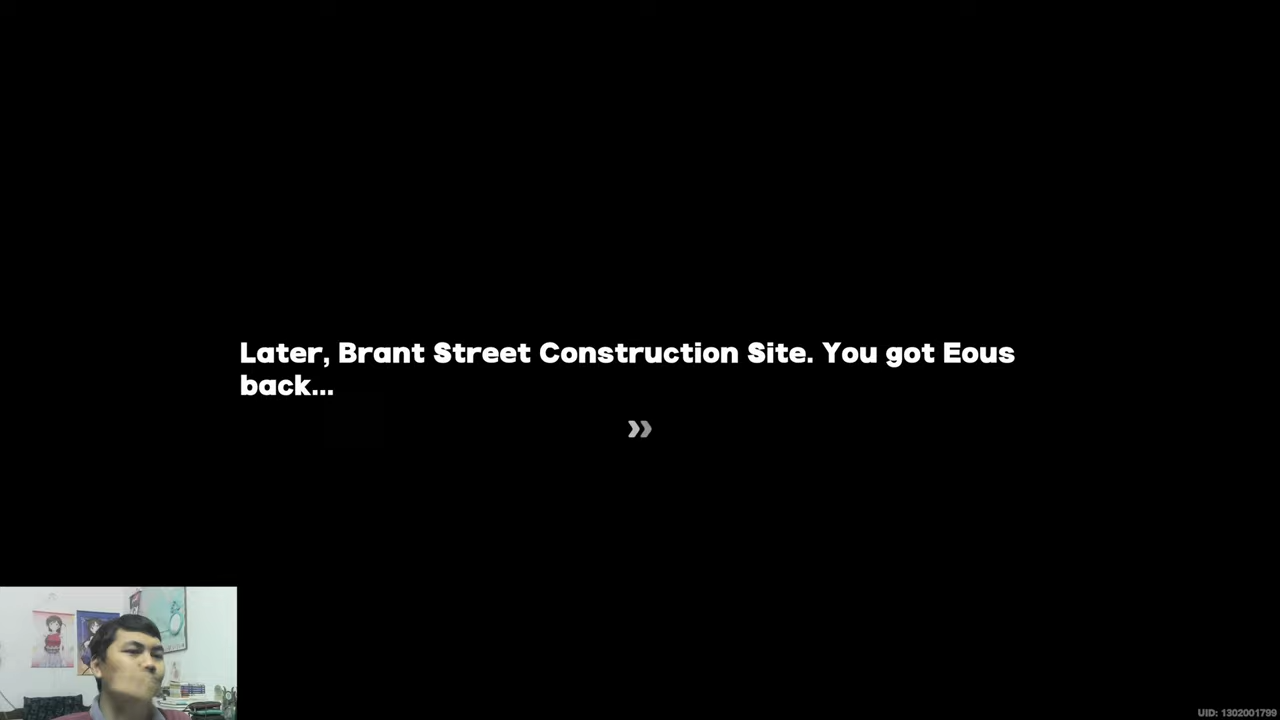 Later, Brant Street Construction Site. You got Eous
back...
UID: 1302001799